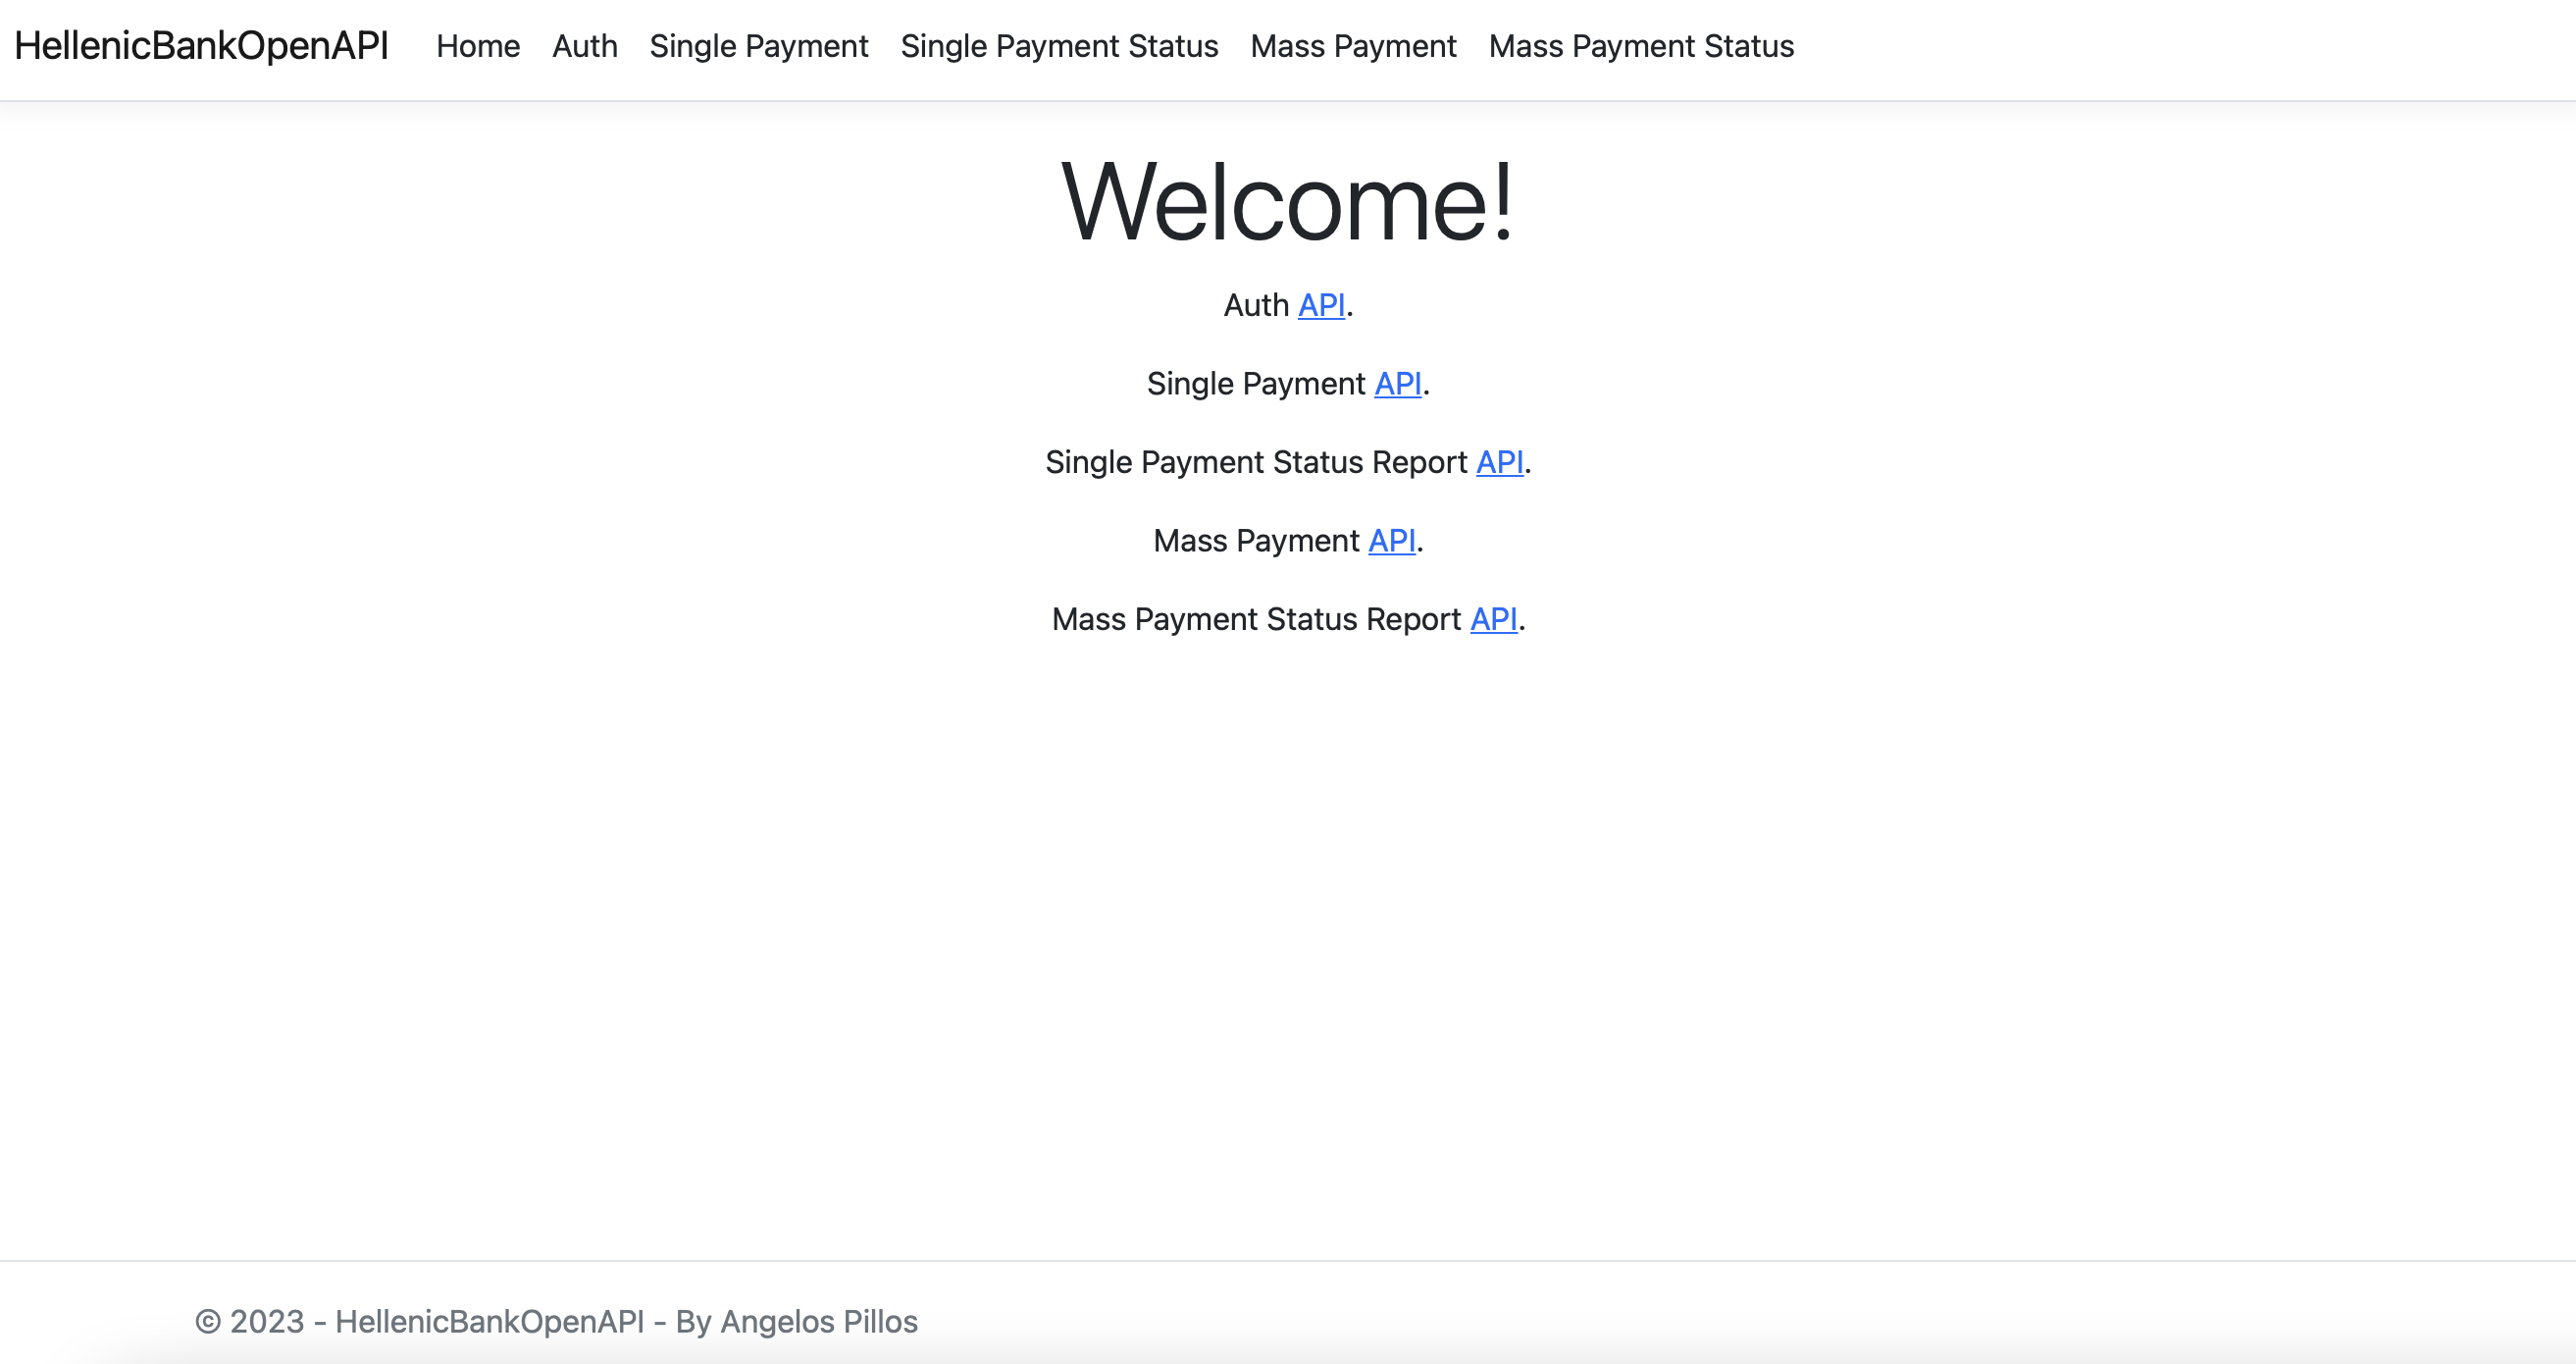 HellenicBankOpenAPI Home Auth Single Payment Single Payment Status Mass Payment Mass Payment Status
Welcome!
Auth API.
Single Payment API.
Single Payment Status Report API.
Mass Payment API.
Mass Payment Status Report API.
© 2023 - HellenicBankOpenAPI - By Angelos Pillos